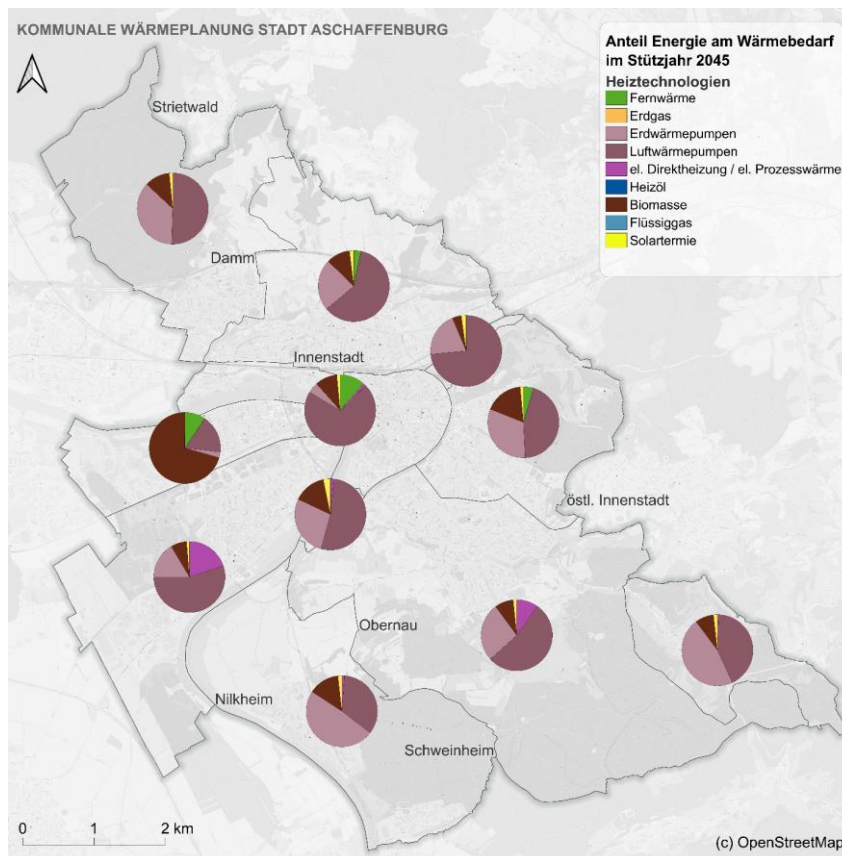 KOMMUNALE WÄRMEPLANUNG STADT ASCHAFFENBURG
Anteil Energie am Wärmebedarf
im Stützjahr 2045
Heiztechnologien
Fernwärme
Erdgas
Erdwärmepumpen
Luftwärmepumpen
el. Direktheizung / el. Prozesswärme
Heizöl
Biomasse
Flüssiggas
Solartermie
Strietwald
Damm
Innenstadt
östl. Innenstadt
Obernau
Nilkheim
Schweinheim
0 1 2 km
(c) OpenStreetMap